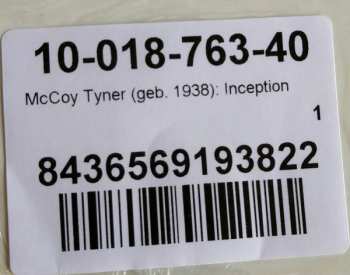 10-018-763-40
McCoy Tyner (geb. 1938): Inception
1
8436569193822